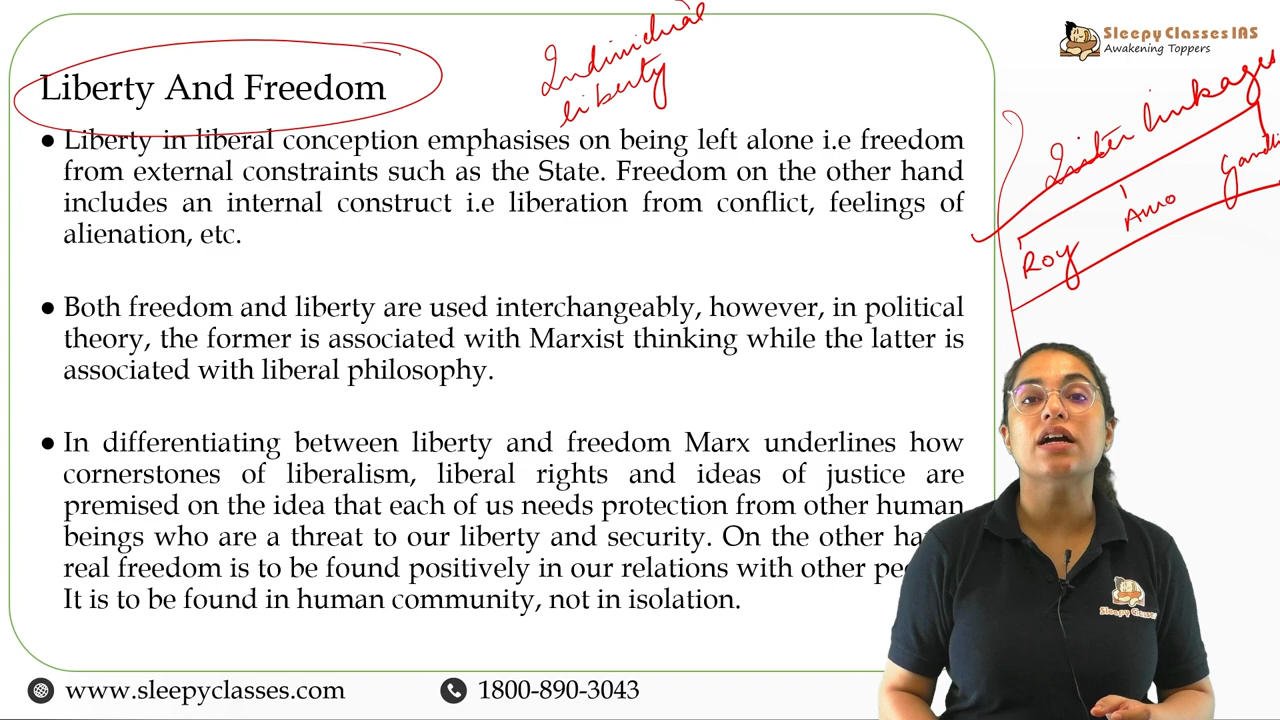 Individual
liberty
Sleepy Classes IAS
Awakening Toppers
Liberty And Freedom
Inter linkages
Roy
Gandh
● Liberty in liberal conception emphasises on being left alone i.e freedom
from external constraints such as the State. Freedom on the other hand
includes an internal construct i.e liberation from conflict, feelings of
alienation, etc.
● Both freedom and liberty are used interchangeably, however, in political
theory, the former is associated with Marxist thinking while the latter is
associated with liberal philosophy.
● In differentiating between liberty and freedom Marx underlines how
cornerstones of liberalism, liberal rights and ideas of justice are
premised on the idea that each of us needs protection from other human
beings who are a threat to our liberty and security. On the other ha
real freedom is to be found positively in our relations with other pe
It is to be found in human community, not in isolation.
Sleepy Class
www.sleepyclasses.com
1800-890-3043